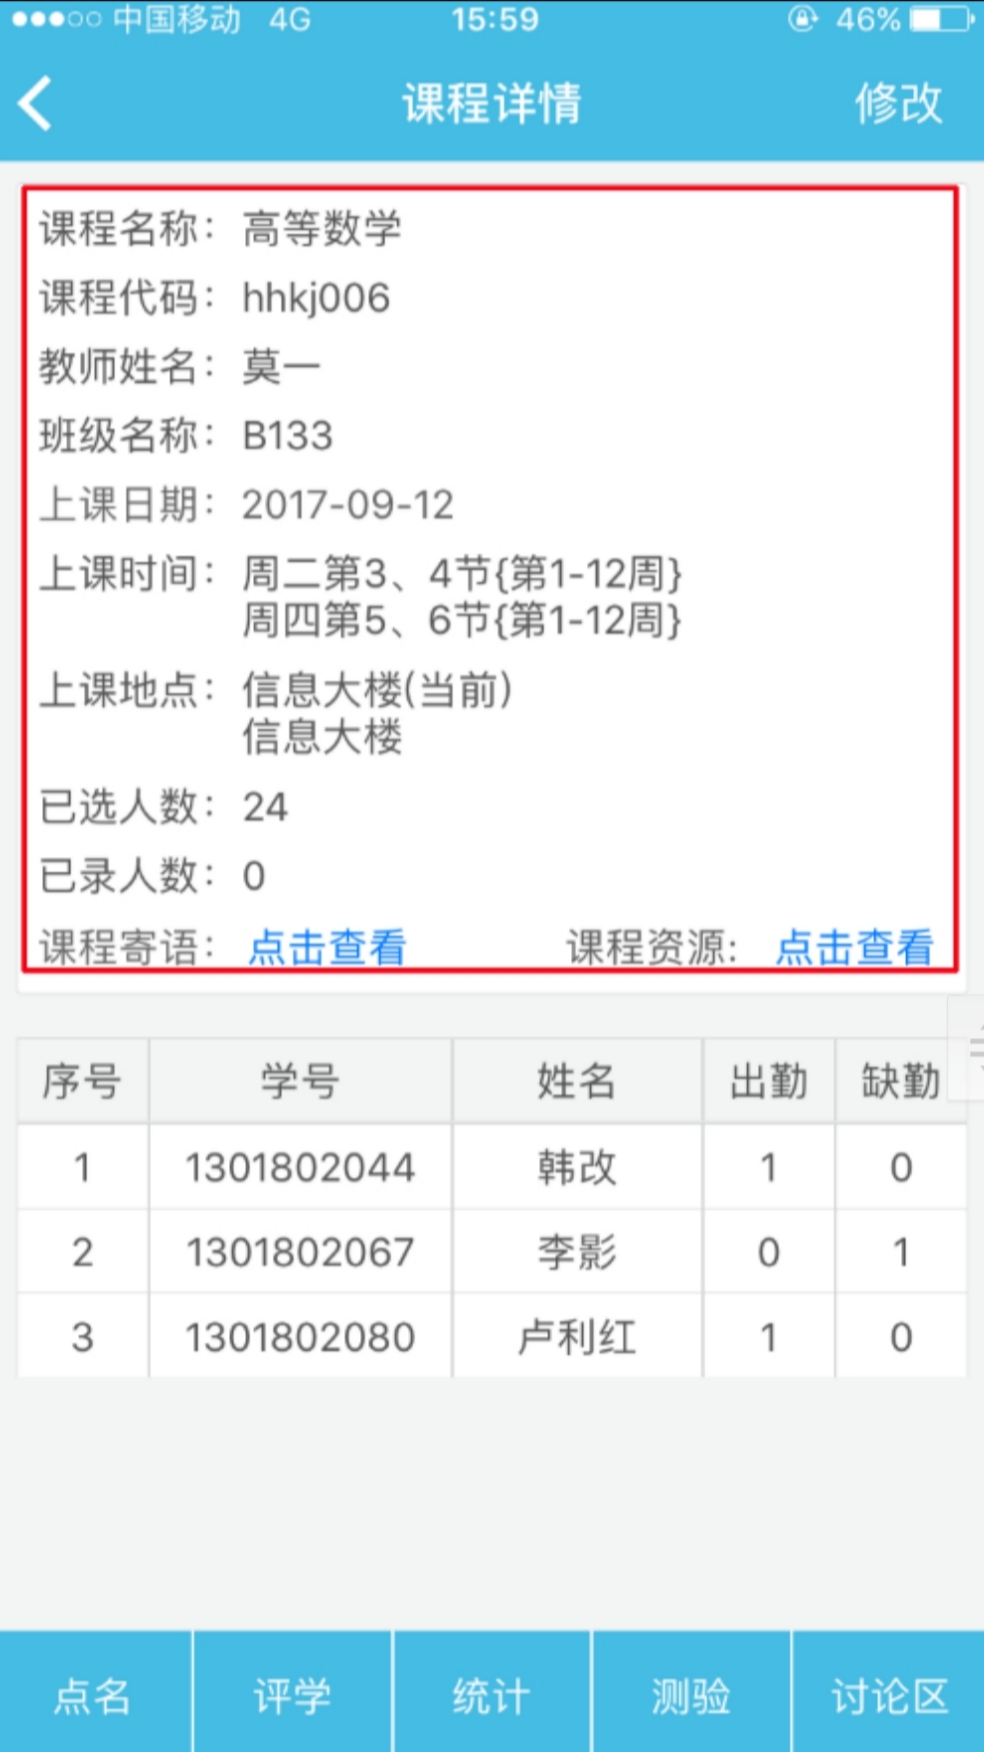 中国移动 4G 15:59 46%
课程详情 修改
课程名称: 高等数学
课程代码: hhkj006
教师姓名: 莫一
班级名称: B133
上课日期: 2017-09-12
上课时间: 周二第3、4节{第1-12周}
周四第5、6节{第1-12周}
上课地点: 信息大楼(当前)
信息大楼
已选人数: 24
已录人数: 0
课程寄语: 点击查看 课程资源: 点击查看
序号 学号 姓名 出勤 缺勤
1 1301802044 韩改 1 0
2 1301802067 李影 0 1
3 1301802080 卢利红 1 0
点名 评学 统计 测验 讨论区